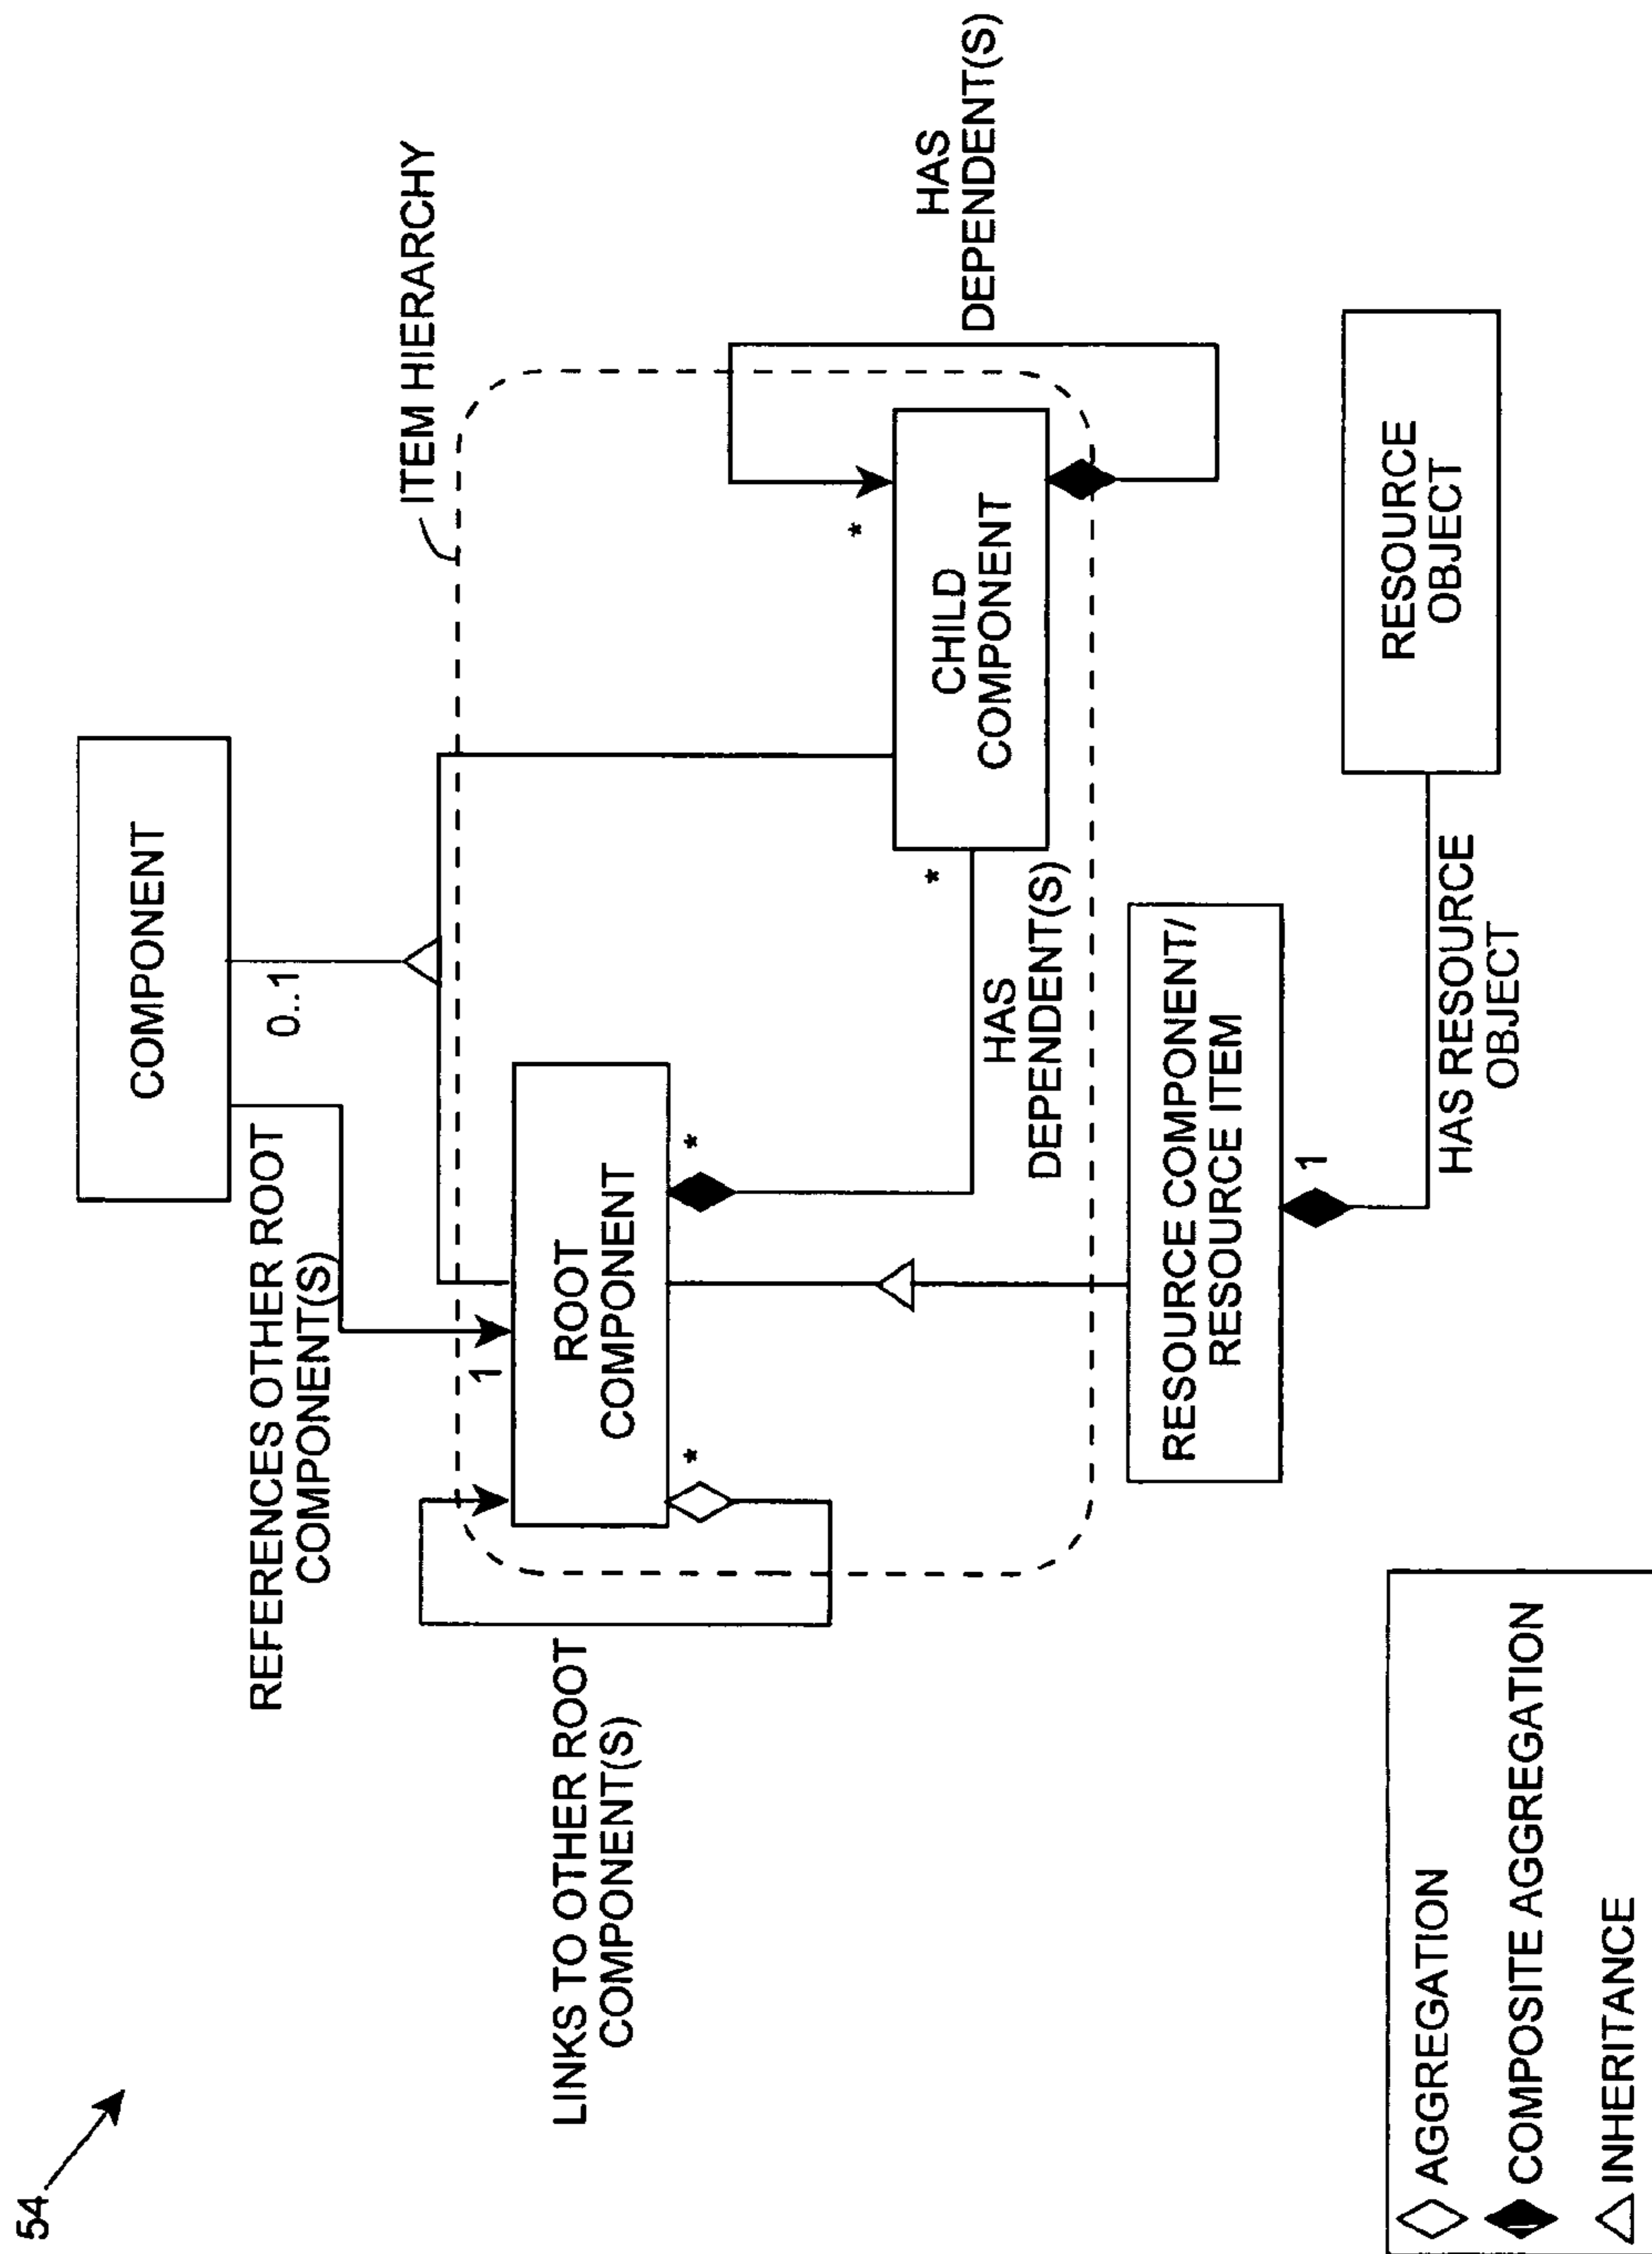 54
COMPONENT
0..1
REFERENCES OTHER ROOT
COMPONENT(S)
ITEM HIERARCHY
LINKS TO OTHER ROOT
COMPONENT(S)
1
ROOT
COMPONENT
*
*
CHILD
COMPONENT
*
*
HAS
DEPENDENT(S)
HAS
DEPENDENT(S)
RESOURCE COMPONENT/
RESOURCE ITEM
1
HAS RESOURCE
OBJECT
RESOURCE
OBJECT
AGGREGATION
COMPOSITE AGGREGATION
INHERITANCE